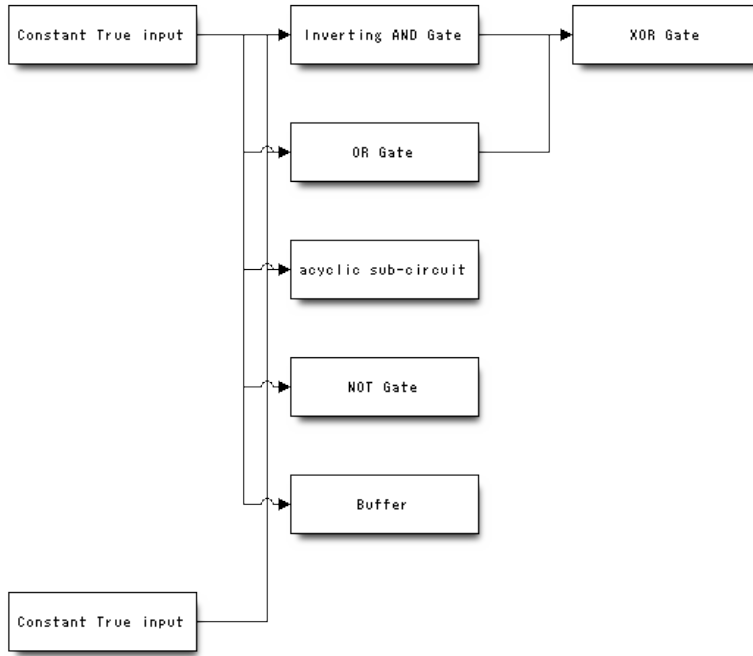 Constant True input
Inverting AND Gate
XOR Gate
OR Gate
acyclic sub-circuit
NOT Gate
Buffer
Constant True input